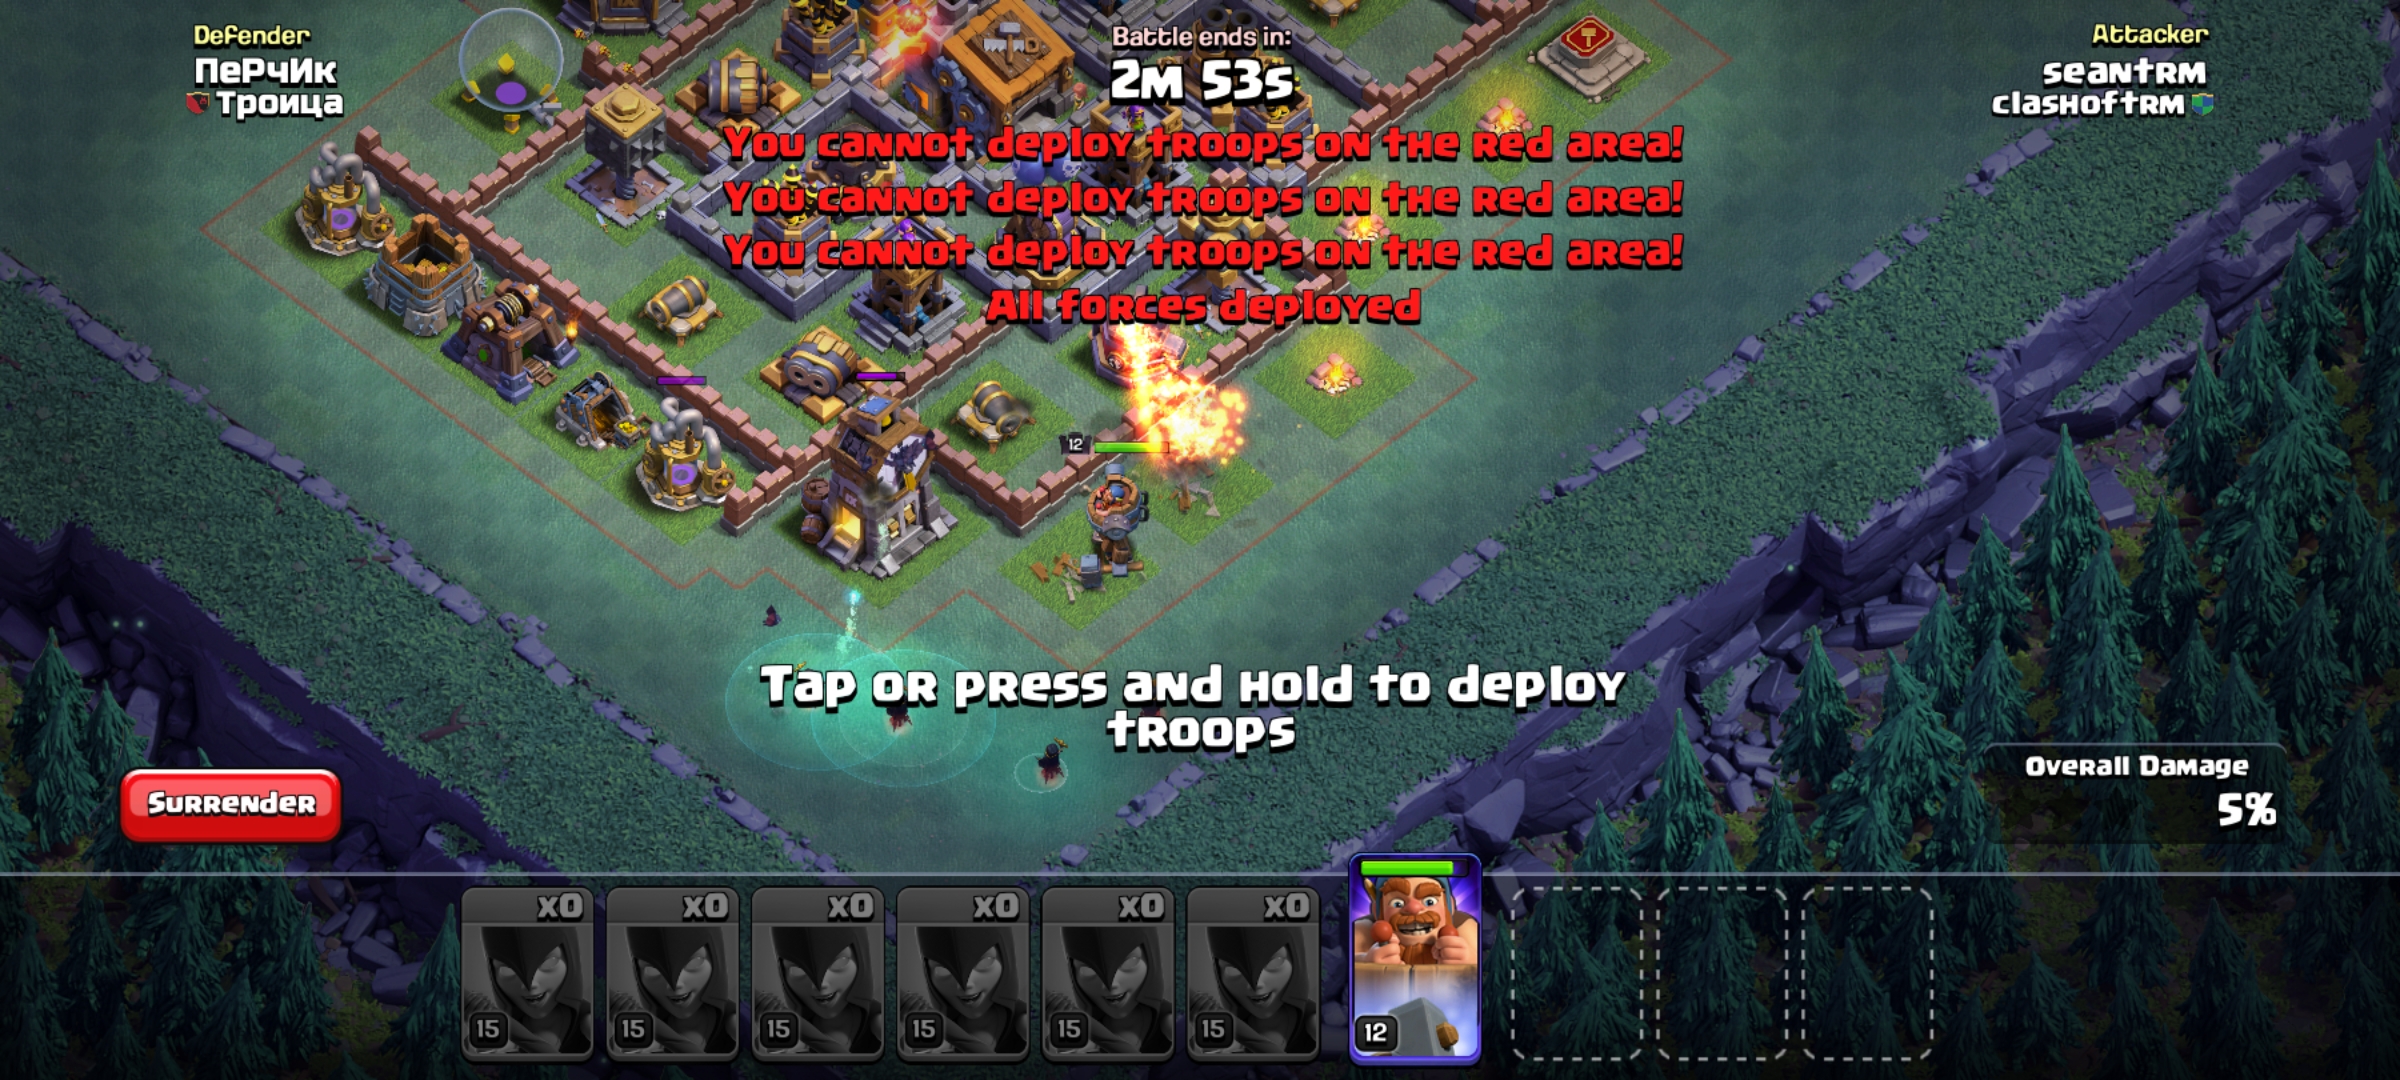 Defender
ПеРчИк
Троица
Battle ends in:
2m 53s
Attacker
seantrm
clashoftrm
You cannot deploy troops on the red area!
You cannot deploy troops on the red area!
You cannot deploy troops on the red area!
All forces deployed
12
Tap or press and hold to deploy
troops
Surrender
Overall Damage
5%
x0
x0
x0
x0
x0
x0
15
15
15
15
15
15
12